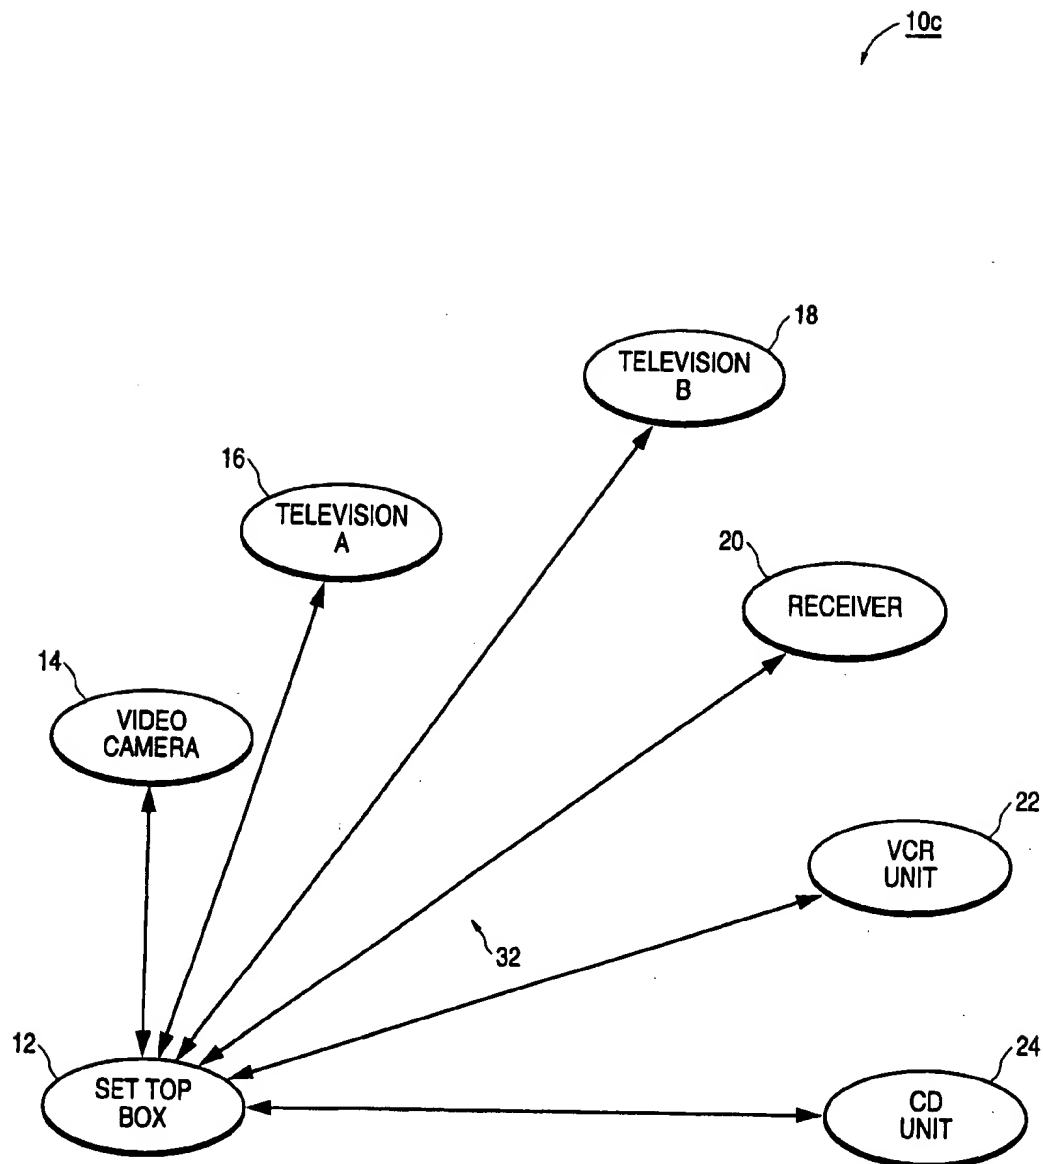 10c
18
TELEVISION
B
16
TELEVISION
A
20
RECEIVER
14
VIDEO
CAMERA
22
VCR
UNIT
32
12
SET TOP
BOX
24
CD
UNIT